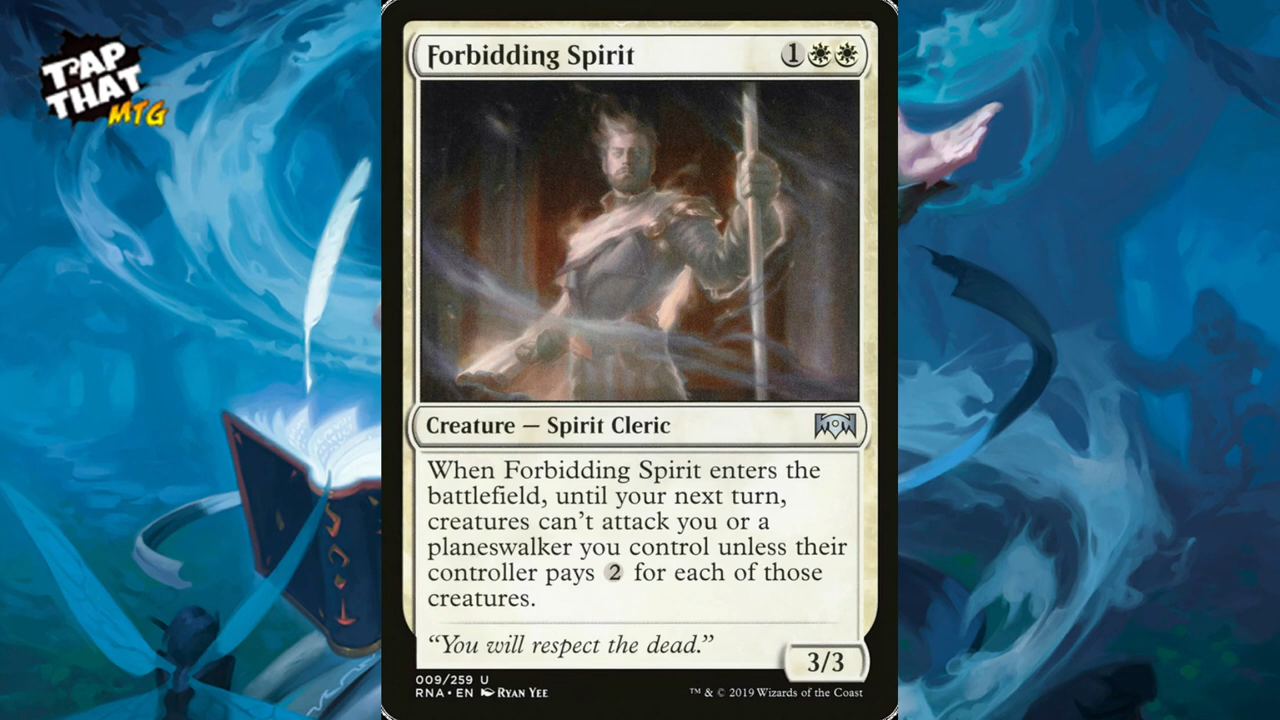 TRAP
THAT
MTG
Forbidding Spirit 1
Creature — Spirit Cleric
When Forbidding Spirit enters the
battlefield, until your next turn,
creatures can't attack you or a
planeswalker you control unless their
controller pays 2 for each of those
creatures.
“You will respect the dead.”
3/3
009/259 U
RNA • EN Ryan Yee
™ & © 2019 Wizards of the Coast